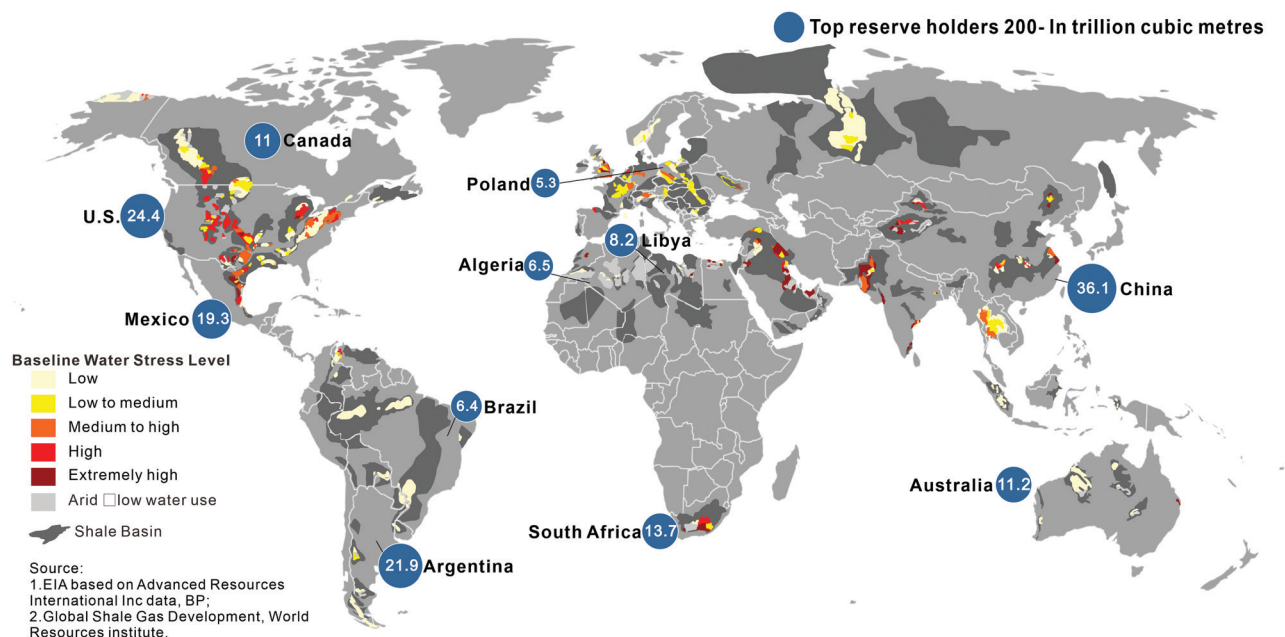 Top reserve holders 200- In trillion cubic metres
11 Canada
Poland 5.3
U.S. 24.4
8.2 Libya
Algeria 6.5
36.1 China
Mexico 19.3
Baseline Water Stress Level
Low
Low to medium
Medium to high
High
Extremely high
Arid □low water use
Shale Basin
6.4 Brazil
Australia 11.2
South Africa 13.7
21.9 Argentina
Source:
1.EIA based on Advanced Resources
International Inc data, BP;
2.Global Shale Gas Development, World
Resources institute.